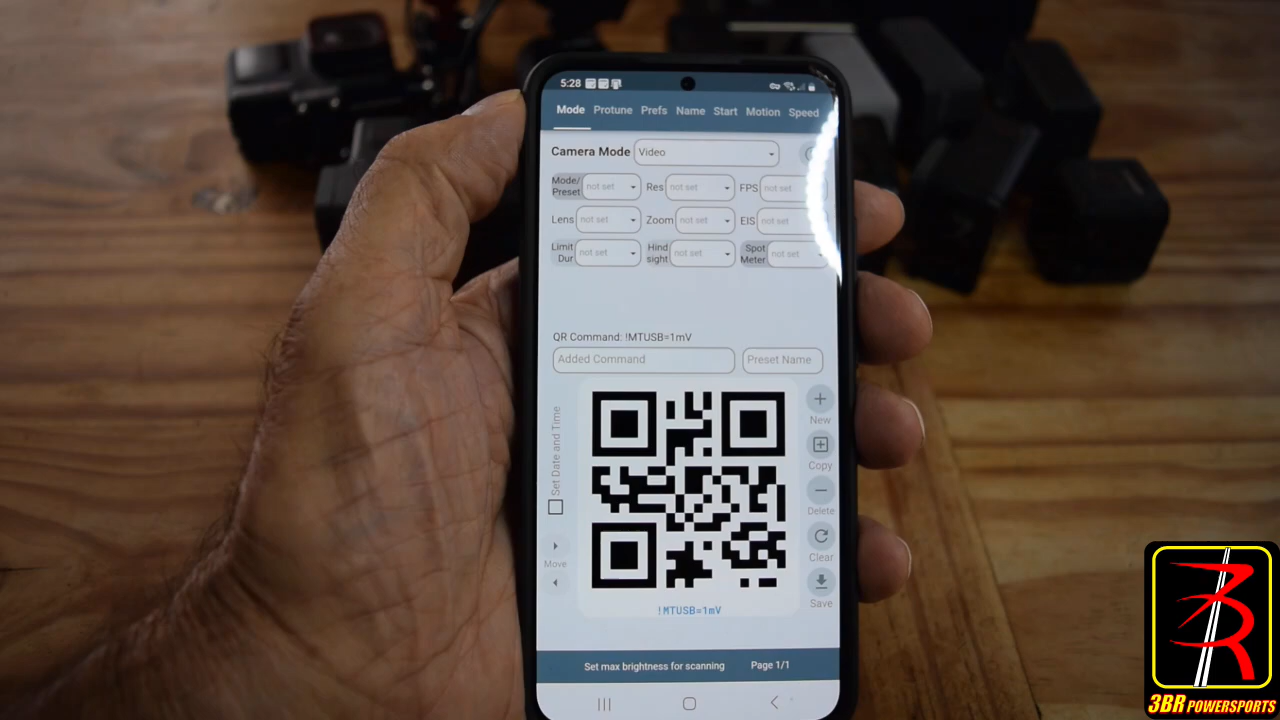 5:28
Mode Protune Prefs Name Start Motion Speed
Camera Mode Video
Mode/ Preset not set Res not set FPS not set
Lens not set Zoom not set EIS not set
Limit Dur not set Hind sight not set Spot Meter not set
QR Command: !MTUSB=1mV
Added Command Preset Name
Set Date and Time
New
Copy
Delete
Clear
Save
Move
!MTUSB=1mV
Set max brightness for scanning Page 1/1
3BR POWERSPORTS